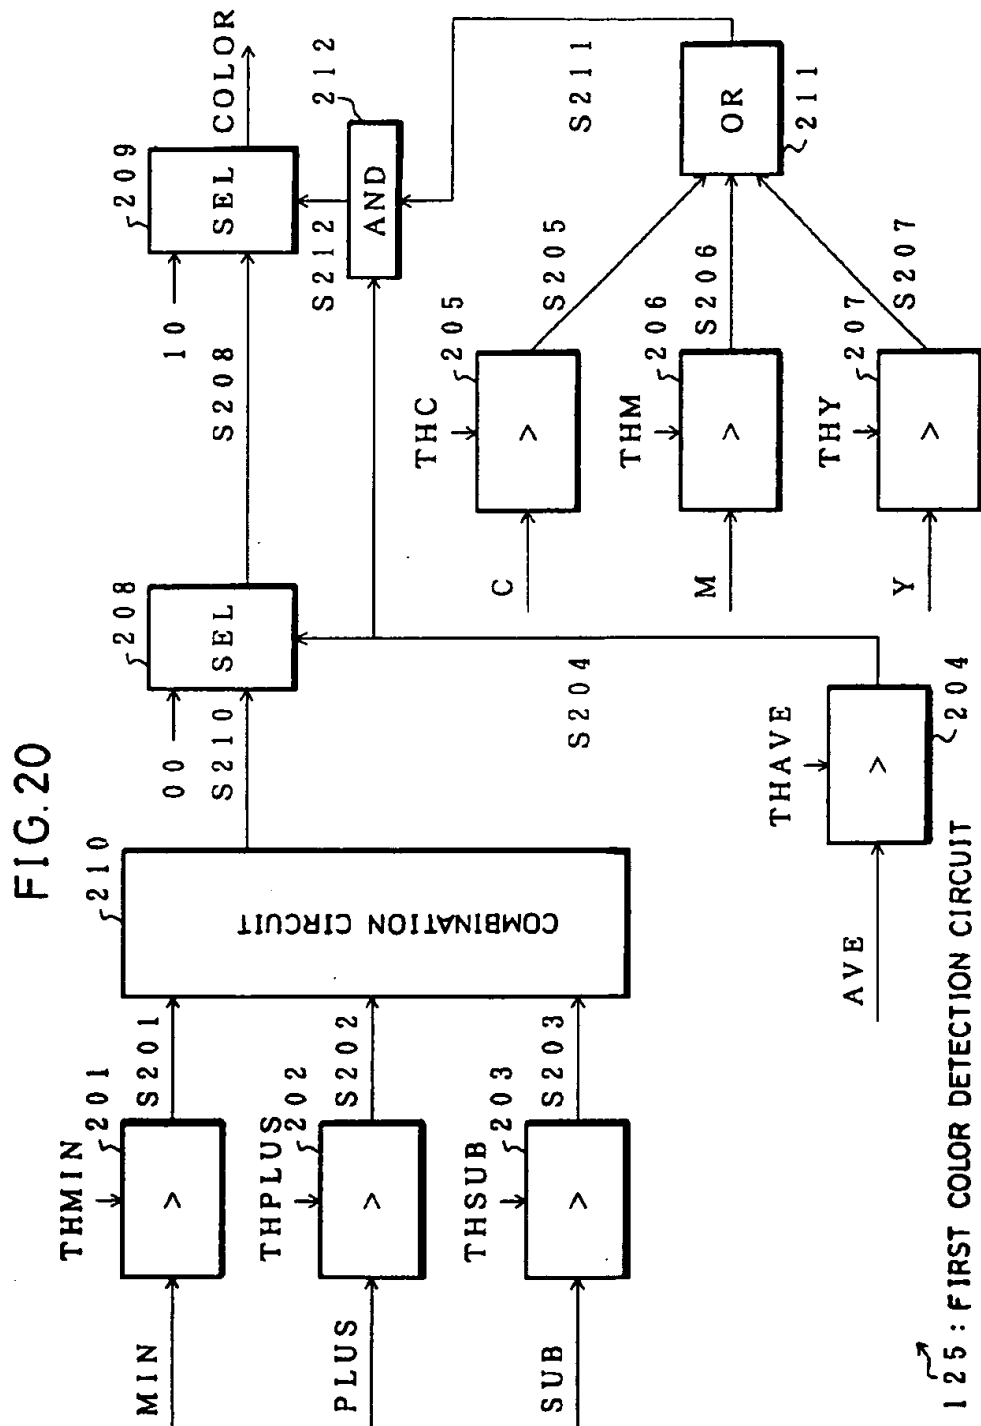 FIG.20
MIN
THMIN
201
>
S201
PLUS
THPLUS
202
>
S202
SUB
THSUB
203
>
S203
210
COMBINATION CIRCUIT
00
S210
208
SEL
S208
10
209
SEL
COLOR
S212
212
AND
AVE
THAVE
204
>
S204
C
THC
205
>
S205
M
THM
206
>
S206
Y
THY
207
>
S207
OR
211
S211
125 : FIRST COLOR DETECTION CIRCUIT